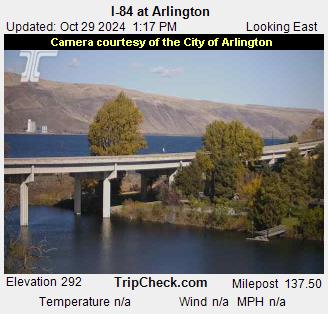 I-84 at Arlington
Updated: Oct 29 2024 1:17 PM Looking East
Camera courtesy of the City of Arlington
Elevation 292 TripCheck.com Milepost 137.50
Temperature n/a Wind n/a MPH n/a